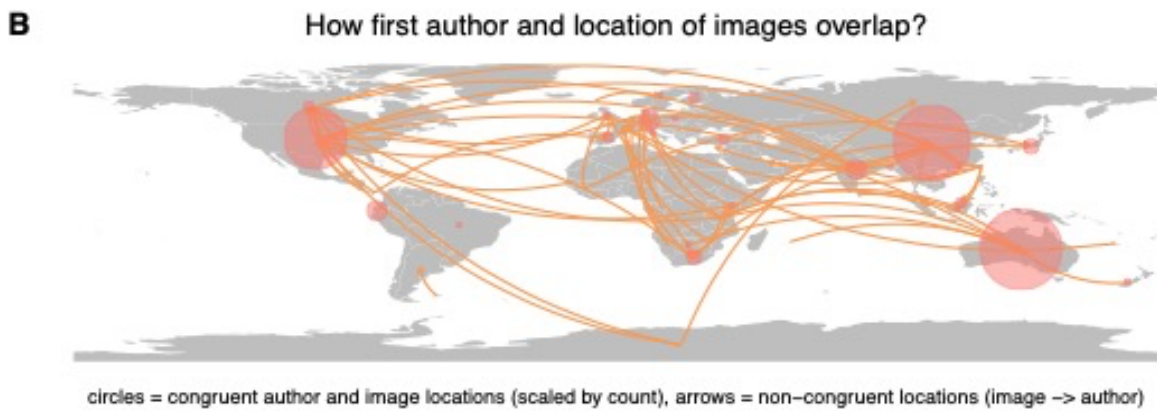 B
How first author and location of images overlap?
circles = congruent author and image locations (scaled by count), arrows = non−congruent locations (image −> author)